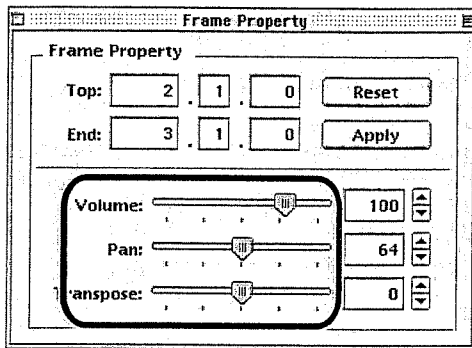 Frame Property
Frame Property
Top: 2 . 1 . 0 Reset
End: 3 . 1 . 0 Apply
Volume: 100
Pan: 64
Transpose: 0